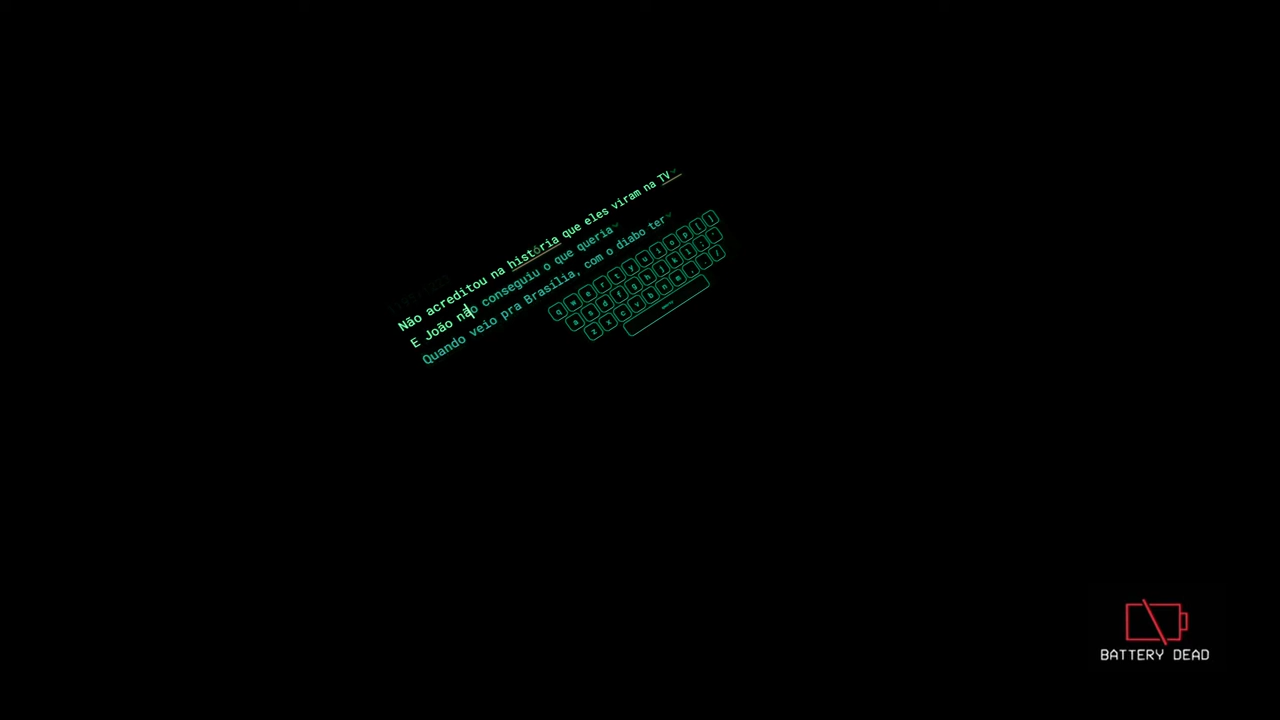 Não acreditou na história que eles viram na TV
E João não conseguiu o que queria
Quando veio pra Brasília, com o diabo ter
q w e r t y u i o p [ ]
a s d f g h j k l ; '
z x c v b n m , . /
BATTERY DEAD